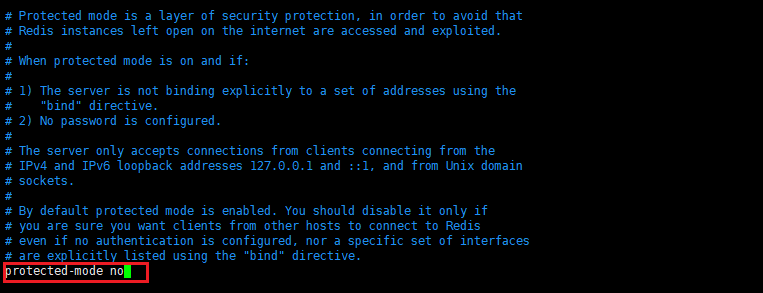 # Protected mode is a layer of security protection, in order to avoid that
# Redis instances left open on the internet are accessed and exploited.
#
# When protected mode is on and if:
#
# 1) The server is not binding explicitly to a set of addresses using the
#    "bind" directive.
# 2) No password is configured.
#
# The server only accepts connections from clients connecting from the
# IPv4 and IPv6 loopback addresses 127.0.0.1 and ::1, and from Unix domain
# sockets.
#
# By default protected mode is enabled. You should disable it only if
# you are sure you want clients from other hosts to connect to Redis
# even if no authentication is configured, nor a specific set of interfaces
# are explicitly listed using the "bind" directive.
protected-mode no